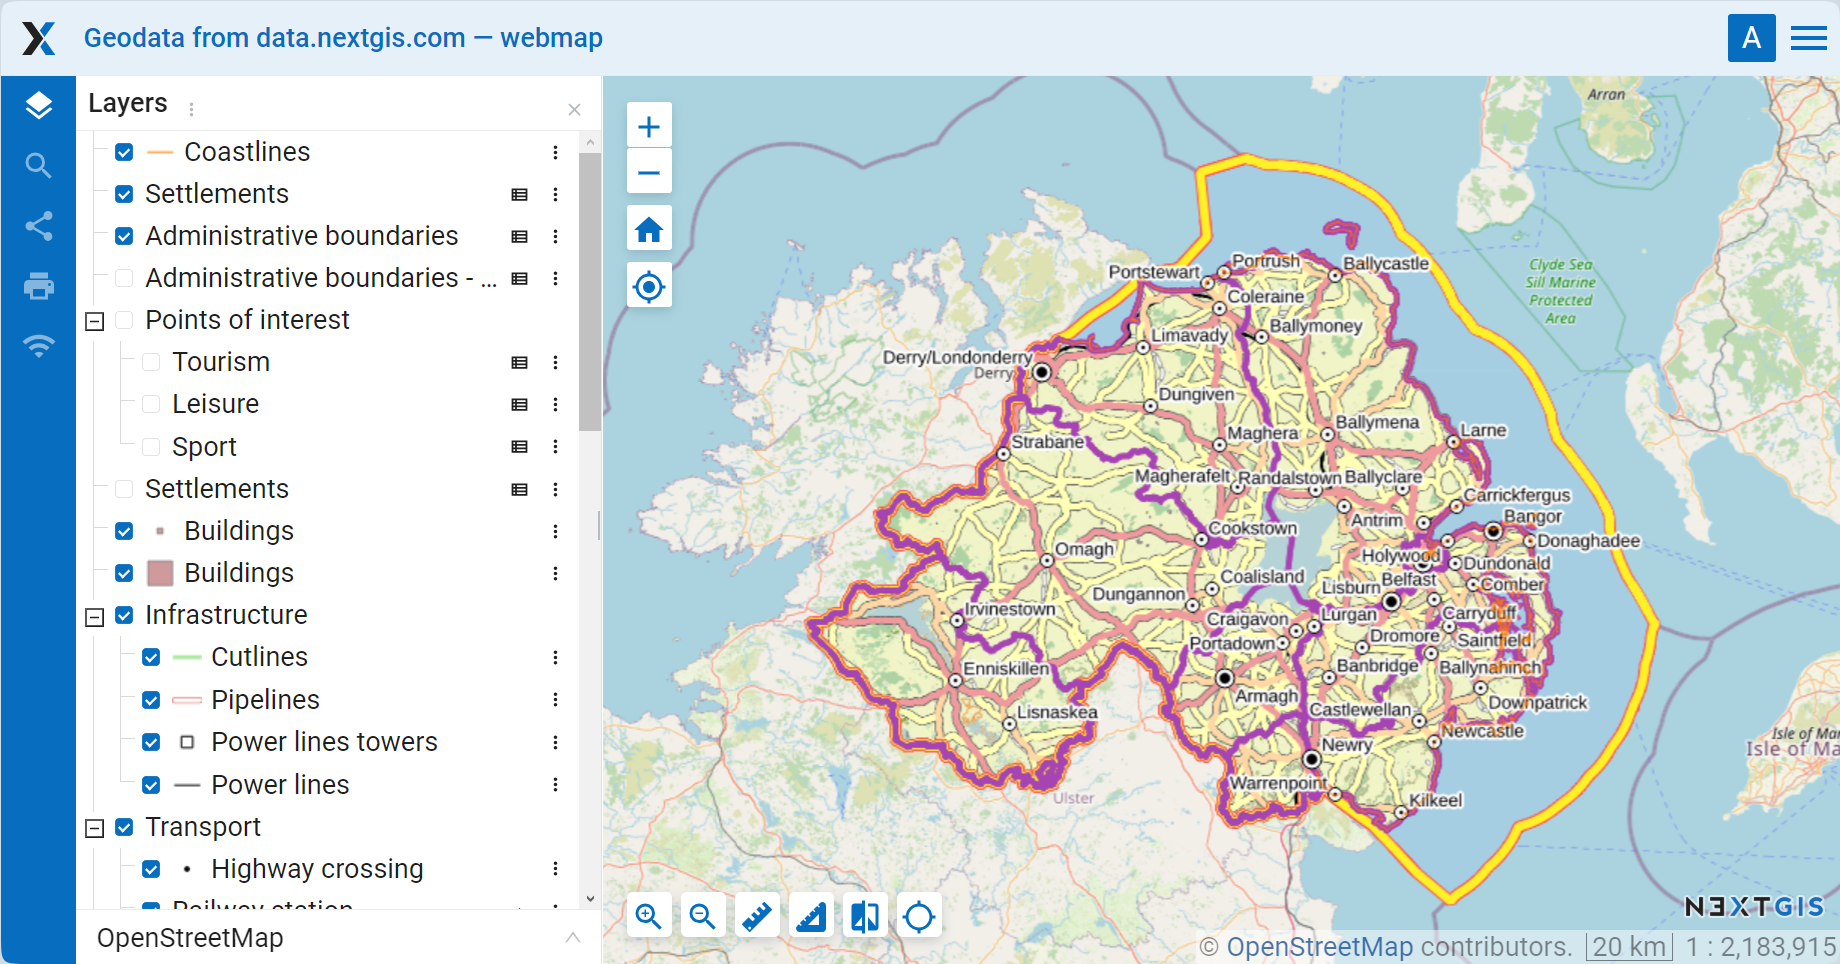 Geodata from data.nextgis.com — webmap
A
Layers
Coastlines
Settlements
Administrative boundaries
Administrative boundaries - ...
Points of interest
Tourism
Leisure
Sport
Settlements
Buildings
Buildings
Infrastructure
Cutlines
Pipelines
Power lines towers
Power lines
Transport
Highway crossing
Railway station
OpenStreetMap
Arran
Clyde Sea
Sill Marine
Protected
Area
Portrush
Ballycastle
Portstewart
Coleraine
Ballymoney
Limavady
Derry/Londonderry
Derry
Dungiven
Ballymena
Larne
Maghera
Strabane
Magherafelt
Randalstown
Ballyclare
Carrickfergus
Bangor
Antrim
Cookstown
Donaghadee
Omagh
Holywood
Dundonald
Coalisland
Lisburn
Belfast
Comber
Dungannon
Irvinestown
Craigavon
Lurgan
Carryduff
Portadown
Dromore
Saintfield
Enniskillen
Banbridge
Ballynahinch
Armagh
Lisnaskea
Castlewellan
Downpatrick
Newcastle
Newry
Isle of Man
Isle of Ma
Warrenpoint
Ulster
Kilkeel
NEXTGIS
© OpenStreetMap contributors. 20 km 1 : 2,183,915